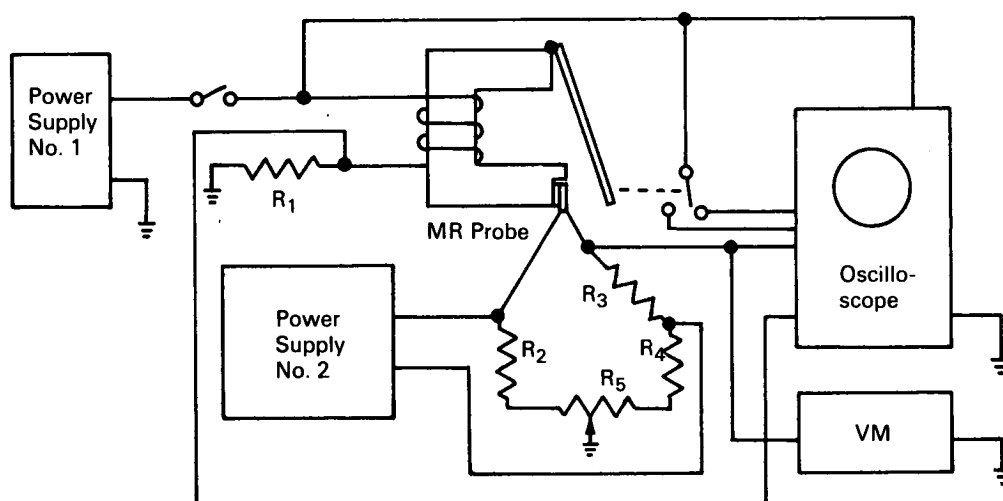 Power
Supply
No. 1
R1
MR Probe
R3
Oscillo-
scope
Power
Supply
No. 2
R2
R4
R5
VM